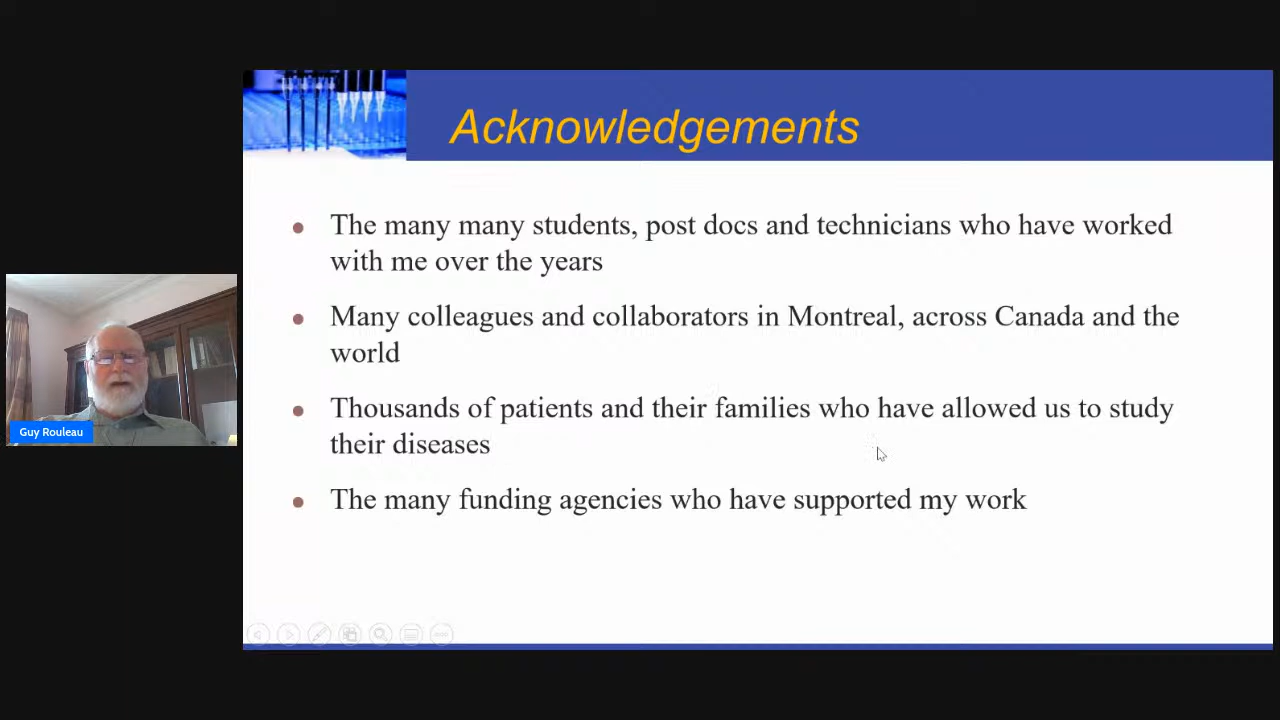 Acknowledgements
The many many students, post docs and technicians who have worked
with me over the years
Many colleagues and collaborators in Montreal, across Canada and the
world
Thousands of patients and their families who have allowed us to study
their diseases
The many funding agencies who have supported my work
Guy Rouleau